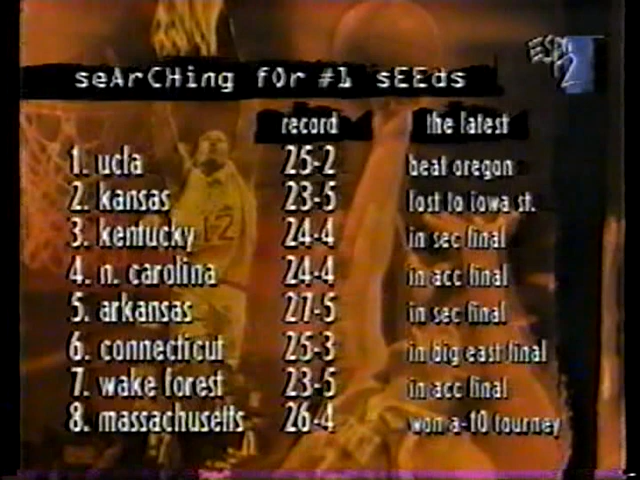 ESPN2
seArCHing fOr #1 sEEds
record the latest
1. ucla 25-2 beat oregon
2. kansas 23-5 lost to iowa st.
3. kentucky 24-4 in sec final
4. n. carolina 24-4 in acc final
5. arkansas 27-5 in sec final
6. connecticut 25-3 in big east final
7. wake forest 23-5 in acc final
8. massachusetts 26-4 won a-10 tourney
12